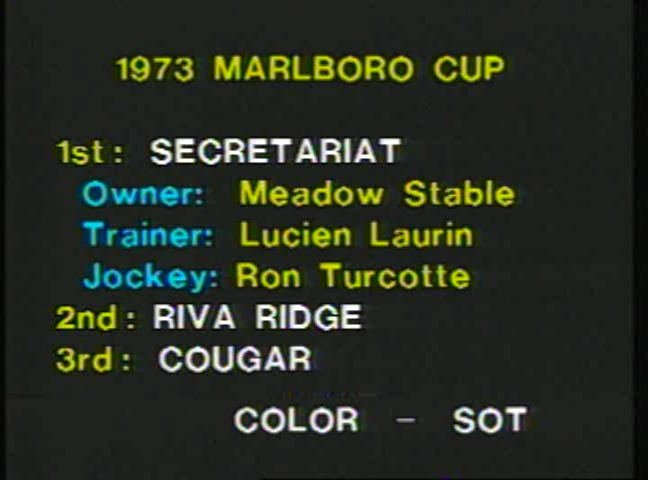 1973 MARLBORO CUP
1st: SECRETARIAT
Owner: Meadow Stable
Trainer: Lucien Laurin
Jockey: Ron Turcotte
2nd: RIVA RIDGE
3rd: COUGAR
COLOR - SOT